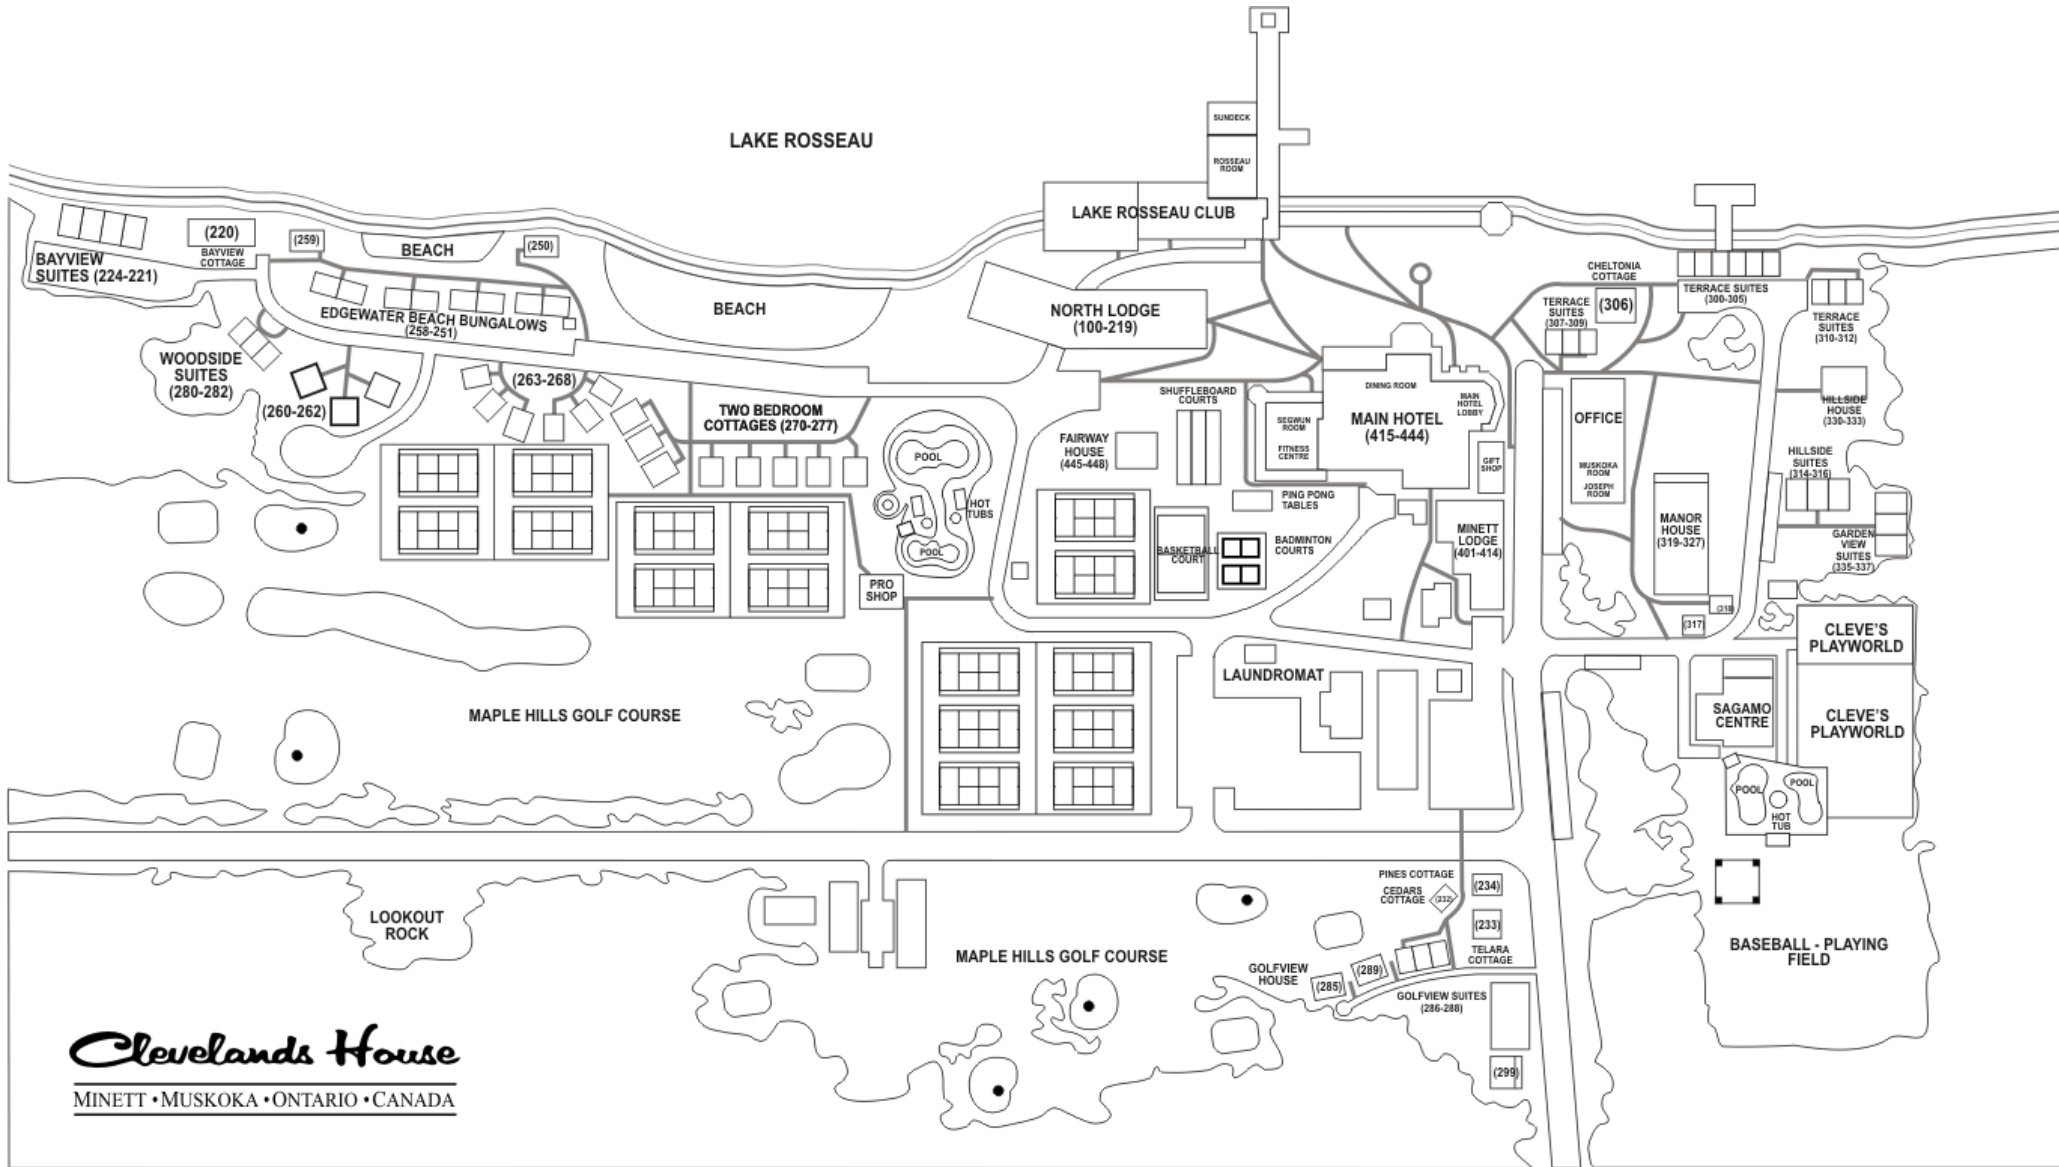 LAKE ROSSEAU
SUNDECK
ROSSEAU
ROOM
LAKE ROSSEAU CLUB
(220)
BAYVIEW
COTTAGE
(259)
BEACH
(250)
BAYVIEW
SUITES (224-221)
EDGEWATER BEACH BUNGALOWS
(258-251)
BEACH
NORTH LODGE
(100-219)
CHELTONIA
COTTAGE
(306)
TERRACE
SUITES
(307-309)
TERRACE SUITES
(300-305)
TERRACE
SUITES
(310-312)
WOODSIDE
SUITES
(280-282)
(260-262)
(263-268)
TWO BEDROOM
COTTAGES (270-277)
SHUFFLEBOARD
COURTS
DINING ROOM
MAIN
HOTEL
LOBBY
MAIN HOTEL
(415-444)
SEGWUN
ROOM
FITNESS
CENTRE
GIFT
SHOP
OFFICE
MUSKOKA
ROOM
JOSEPH
ROOM
HILLSIDE
HOUSE
(330-333)
HILLSIDE
SUITES
(314-316)
FAIRWAY
HOUSE
(445-448)
POOL
HOT
TUBS
POOL
PING PONG
TABLES
BASKETBALL
COURT
BADMINTON
COURTS
MINETT
LODGE
(401-414)
MANOR
HOUSE
(319-327)
GARDEN
VIEW
SUITES
(335-337)
PRO
SHOP
(318)
(317)
CLEVE'S
PLAYWORLD
LAUNDROMAT
MAPLE HILLS GOLF COURSE
SAGAMO
CENTRE
CLEVE'S
PLAYWORLD
POOL
POOL
HOT
TUB
LOOKOUT
ROCK
MAPLE HILLS GOLF COURSE
PINES COTTAGE
CEDARS
COTTAGE
(232)
(234)
(233)
TELARA
COTTAGE
GOLFVIEW
HOUSE
(285)
(289)
GOLFVIEW SUITES
(286-288)
(299)
BASEBALL - PLAYING
FIELD
Clevelands House
MINETT • MUSKOKA • ONTARIO • CANADA